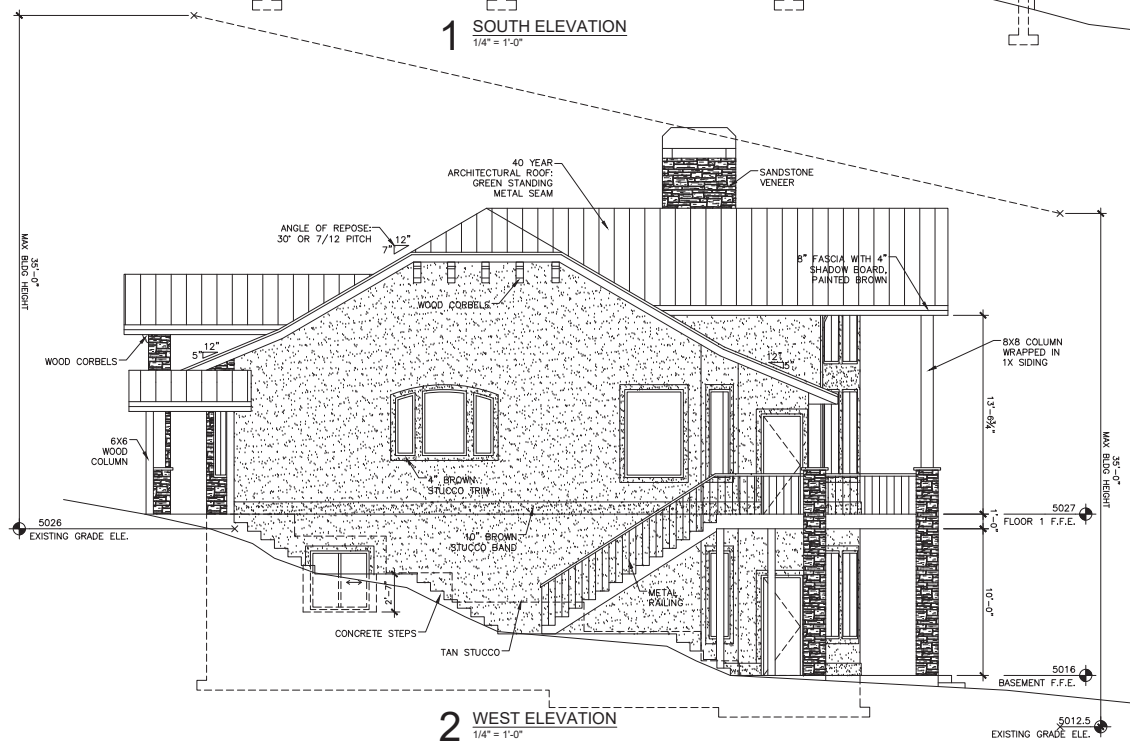 1 SOUTH ELEVATION
1/4" = 1'-0"
40 YEAR
ARCHITECTURAL ROOF:
GREEN STANDING
METAL SEAM
SANDSTONE
VENEER
ANGLE OF REPOSE:
30° OR 7/12 PITCH
12"
7"
MAX BLDG HEIGHT
35'-0"
8" FASCIA WITH 4"
SHADOW BOARD,
PAINTED BROWN
WOOD CORBELS
WOOD CORBELS
12"
5"
12"
5"
8X8 COLUMN
WRAPPED IN
1X SIDING
13'-6¾"
6X6
WOOD
COLUMN
4" BROWN
STUCCO TRIM
MAX BLDG HEIGHT
35'-0"
5026
EXISTING GRADE ELE.
10" BROWN
STUCCO BAND
5027
FLOOR 1 F.F.E.
1'-0"
METAL
RAILING
10'-0"
CONCRETE STEPS
TAN STUCCO
5016
BASEMENT F.F.E.
2 WEST ELEVATION
1/4" = 1'-0"
5012.5
EXISTING GRADE ELE.